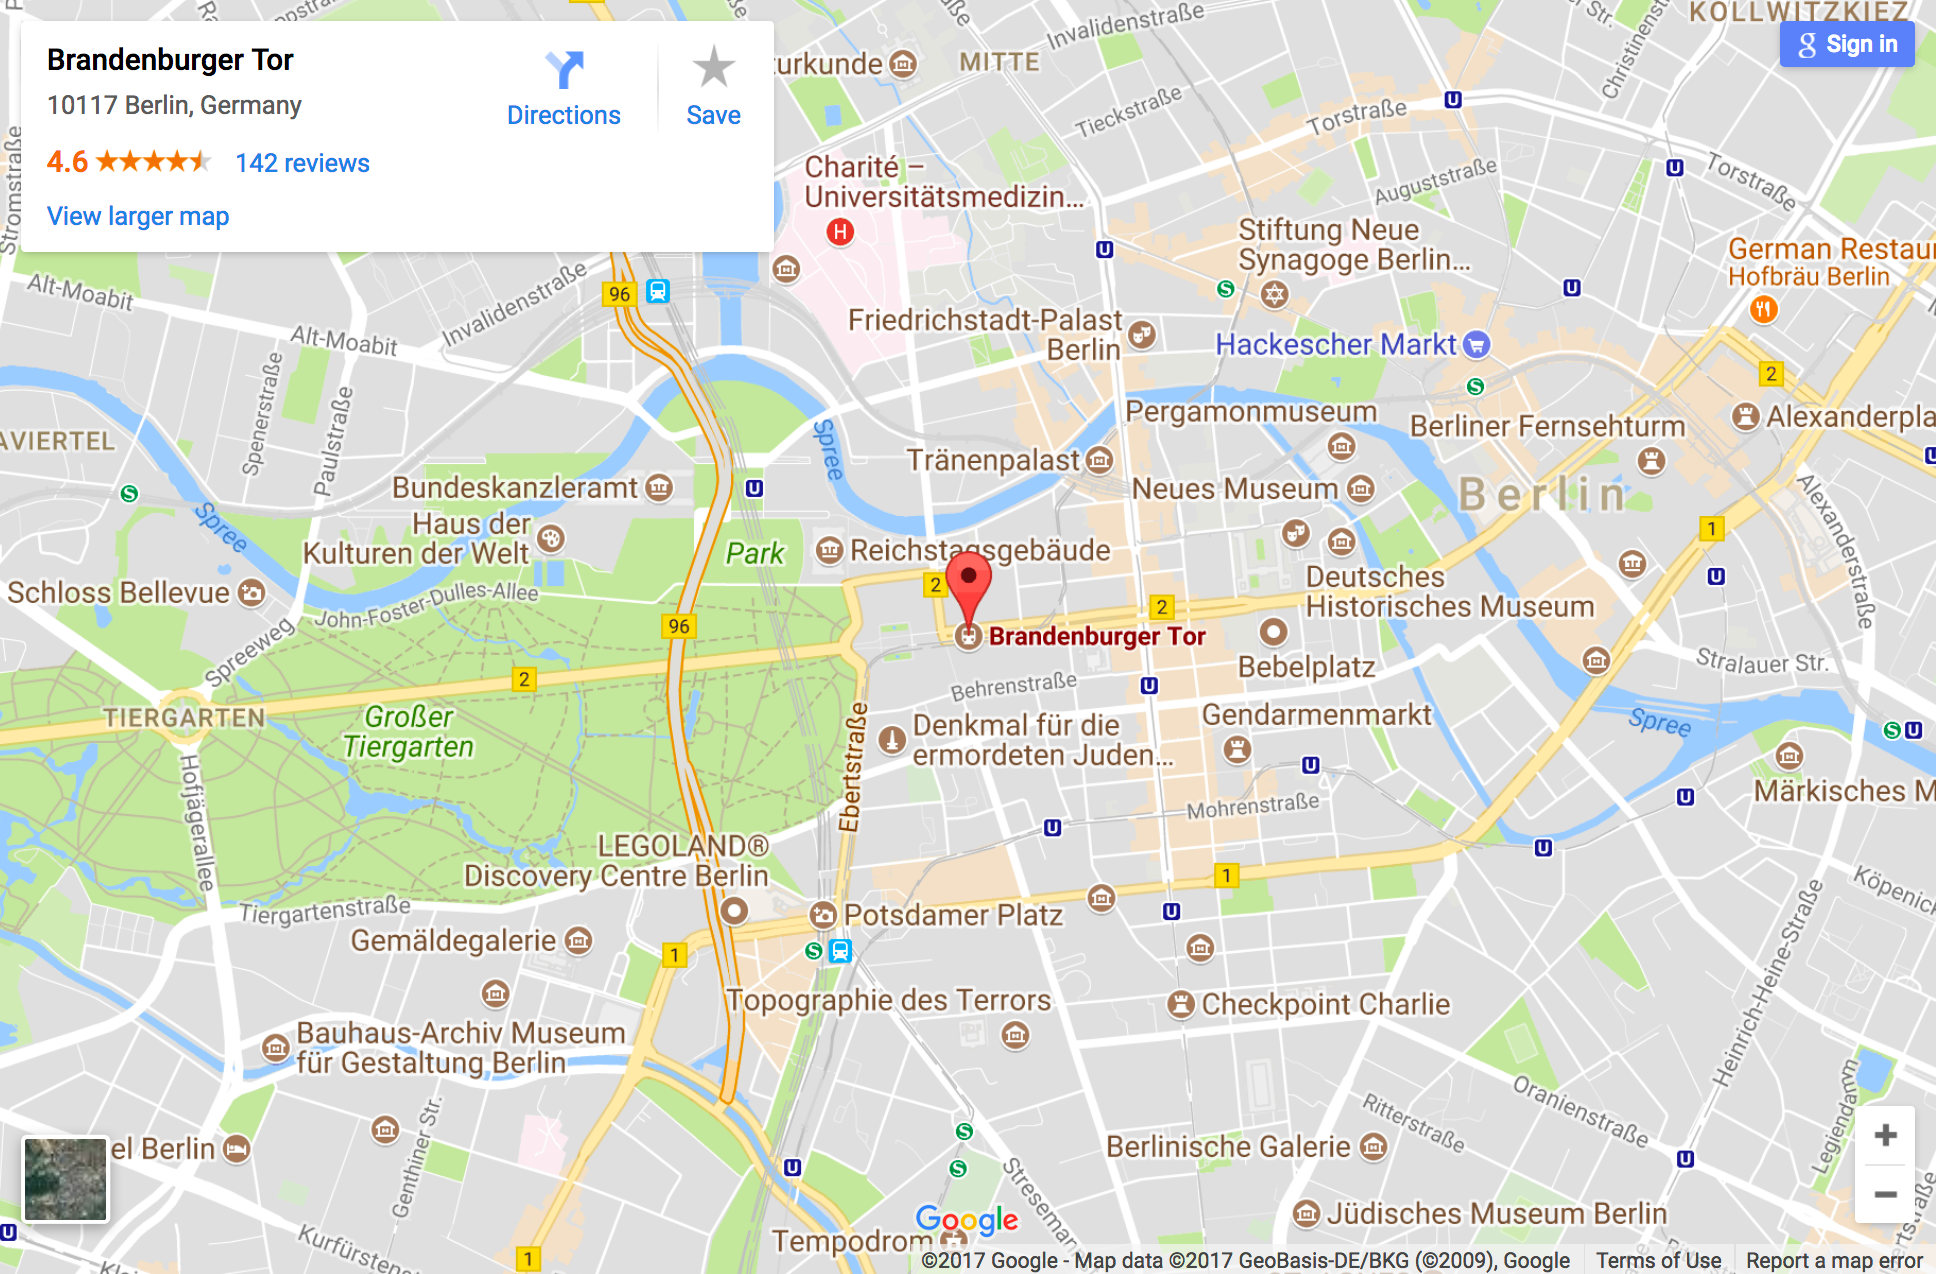 Brandenburger Tor
10117 Berlin, Germany
4.6
142 reviews
View larger map
Directions
Save
Sign in
KOLLWITZKIEZ
MITTE
Invalidenstraße
Tieckstraße
Torstraße
Christinenst
Torstraße
Auguststraße
Stromstraße
turkunde
Charité –
Universitätsmedizin...
Stiftung Neue
Synagoge Berlin...
German Restaur
Hofbräu Berlin
Alt-Moabit
Alt-Moabit
Invalidenstraße
96
Friedrichstadt-Palast
Berlin
Hackescher Markt
2
Spenerstraße
Paulstraße
AVIERTEL
Spree
Pergamonmuseum
Berliner Fernsehturm
Alexanderpla
Tränenpalast
Bundeskanzleramt
Neues Museum
Berlin
Alexanderstraße
Spree
Haus der
Kulturen der Welt
Park
Reichstagsgebäude
1
Schloss Bellevue
John-Foster-Dulles-Allee
2
2
Deutsches
Historisches Museum
Spreeweg
96
Brandenburger Tor
Bebelplatz
Stralauer Str.
2
Behrenstraße
TIERGARTEN
Großer
Tiergarten
Gendarmenmarkt
Spree
Denkmal für die
ermordeten Juden...
Ebertstraße
Hofjägerallee
Mohrenstraße
Märkisches M
LEGOLAND®
Discovery Centre Berlin
1
Köpenick
Tiergartenstraße
Potsdamer Platz
Gemäldegalerie
1
Heinrich-Heine-Straße
Topographie des Terrors
Checkpoint Charlie
Bauhaus-Archiv Museum
für Gestaltung Berlin
Oranienstraße
Ritterstraße
Legiendamm
Genthiner Str.
el Berlin
Berlinische Galerie
Streseman
Jüdisches Museum Berlin
Kurfürsten
1
Tempodrom
Google
©2017 Google - Map data ©2017 GeoBasis-DE/BKG (©2009), Google
Terms of Use
Report a map error